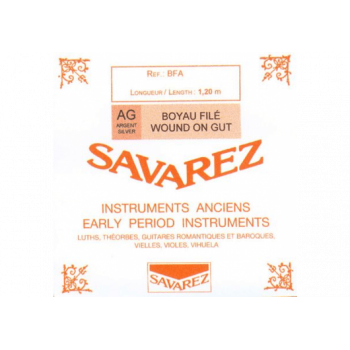 REF.: BFA
LONGUEUR / LENGTH : 1,20 m
AG
ARGENT
SILVER
BOYAU FILÉ
WOUND ON GUT
SAVAREZ
INSTRUMENTS ANCIENS
EARLY PERIOD INSTRUMENTS
LUTHS, THÉORBES, GUITARES ROMANTIQUES ET BAROQUES,
VIELLES, VIOLES, VIHUELA
SAVAREZ